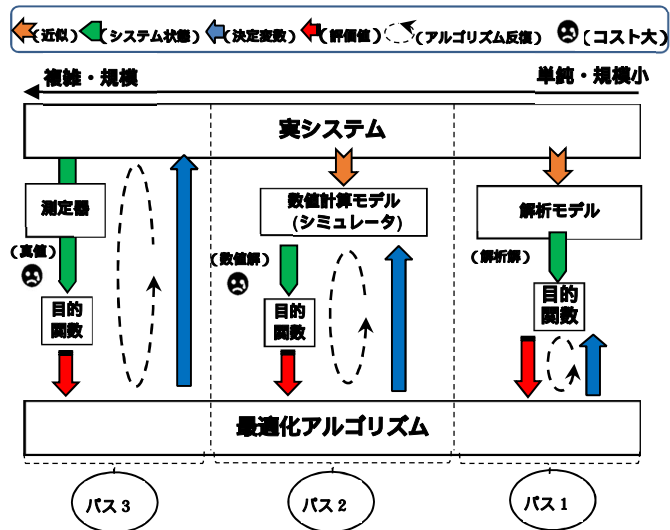 (近似) (システム状態) (決定変数) (評価値) (アルゴリズム反復) (コスト大)
複雑・規模 単純・規模小
実システム
測定器
数値計算モデル
(シミュレータ)
解析モデル
(真値)
(数値解)
(解析解)
目的
関数
目的
関数
目的
関数
最適化アルゴリズム
パス 3
パス 2
パス 1